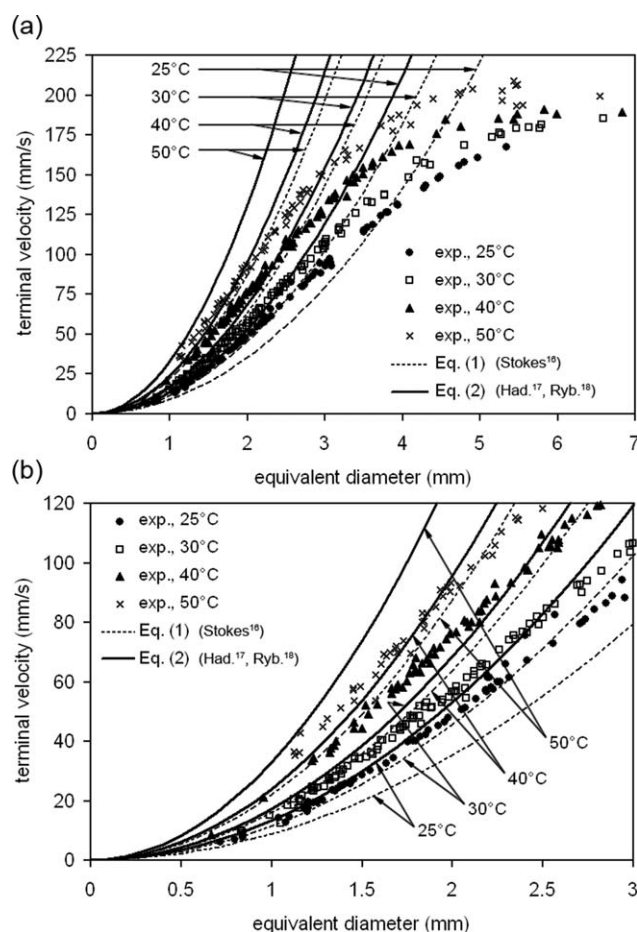 (a)
225
200
175
150
125
100
75
50
25
0
terminal velocity (mm/s)
25°C
30°C
40°C
50°C
exp., 25°C
exp., 30°C
exp., 40°C
exp., 50°C
Eq. (1) (Stokes¹⁶)
Eq. (2) (Had.¹⁷, Ryb.¹⁸)
0 1 2 3 4 5 6 7
equivalent diameter (mm)
(b)
120
100
80
60
40
20
0
terminal velocity (mm/s)
exp., 25°C
exp., 30°C
exp., 40°C
exp., 50°C
Eq. (1) (Stokes¹⁶)
Eq. (2) (Had.¹⁷, Ryb.¹⁸)
50°C
40°C
30°C
25°C
0 0.5 1 1.5 2 2.5 3
equivalent diameter (mm)